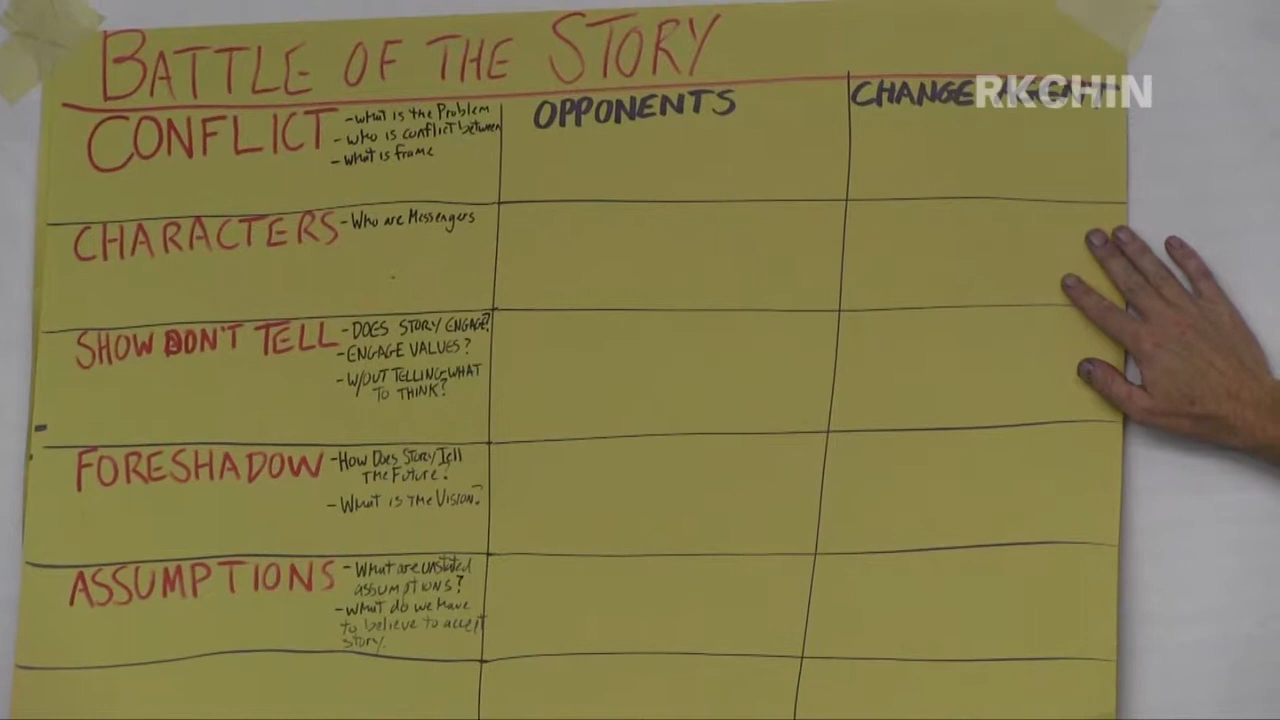 BATTLE OF THE STORY
CONFLICT
-what is the Problem
-who is conflict between
-what is frame
OPPONENTS
CHANGE AGENT
RKCHIN
CHARACTERS
-Who are Messengers
SHOW DON'T TELL
-DOES STORY ENGAGE?
-ENGAGE VALUES?
-W/OUT TELLING WHAT
TO THINK?
FORESHADOW
-How Does Story Tell
The Future?
-What is the Vision?
ASSUMPTIONS
-What are unstated
assumptions?
-What do we have
to believe to accept
story.